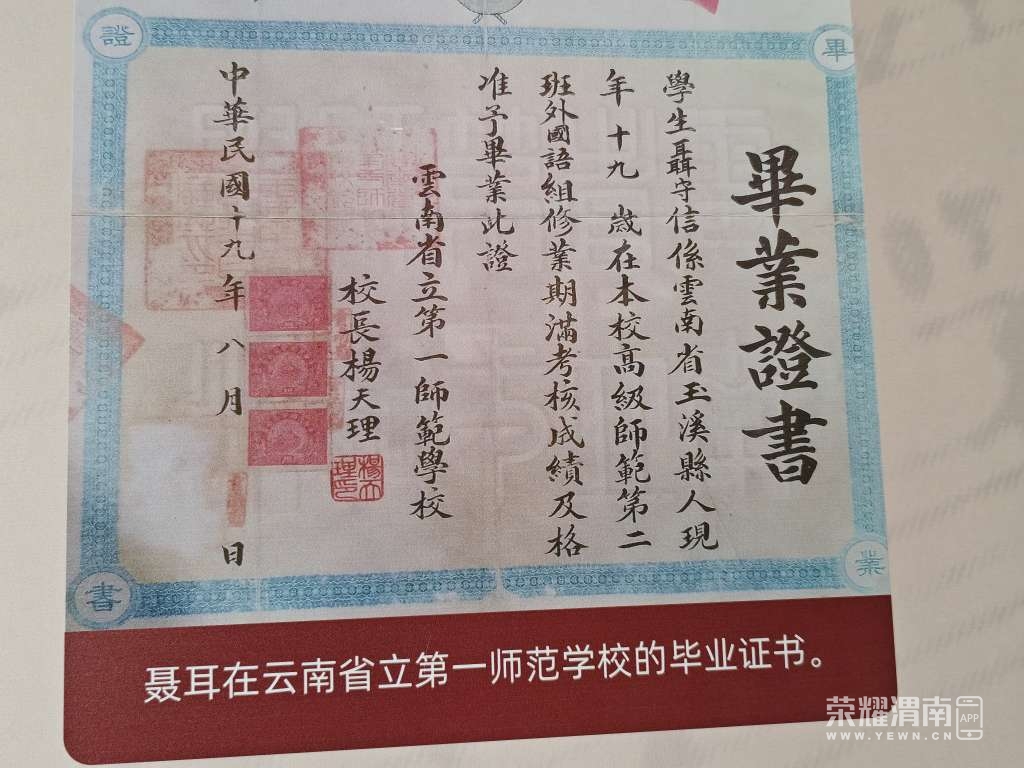 畢業證書
學生聶守信係雲南省玉溪縣人現
年十九歲在本校高級師範第二
班外國語組修業期滿考核成績及格
准予畢業此證
雲南省立第一師範學校
校長楊天理
楊天理印
中華民國十九年八月 日
畢
業
證
書
聂耳在云南省立第一师范学校的毕业证书。
荣耀渭南 APP
WWW.YEWN.CN